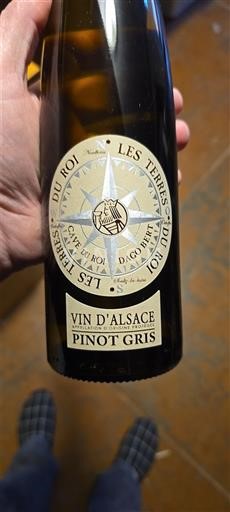 LES TERRES DU ROI
LES TERRES DU ROI
CAVE DU ROI DAGOBERT
S
VIN D'ALSACE
APPELLATION D'ORIGINE PROTÉGÉE
PINOT GRIS